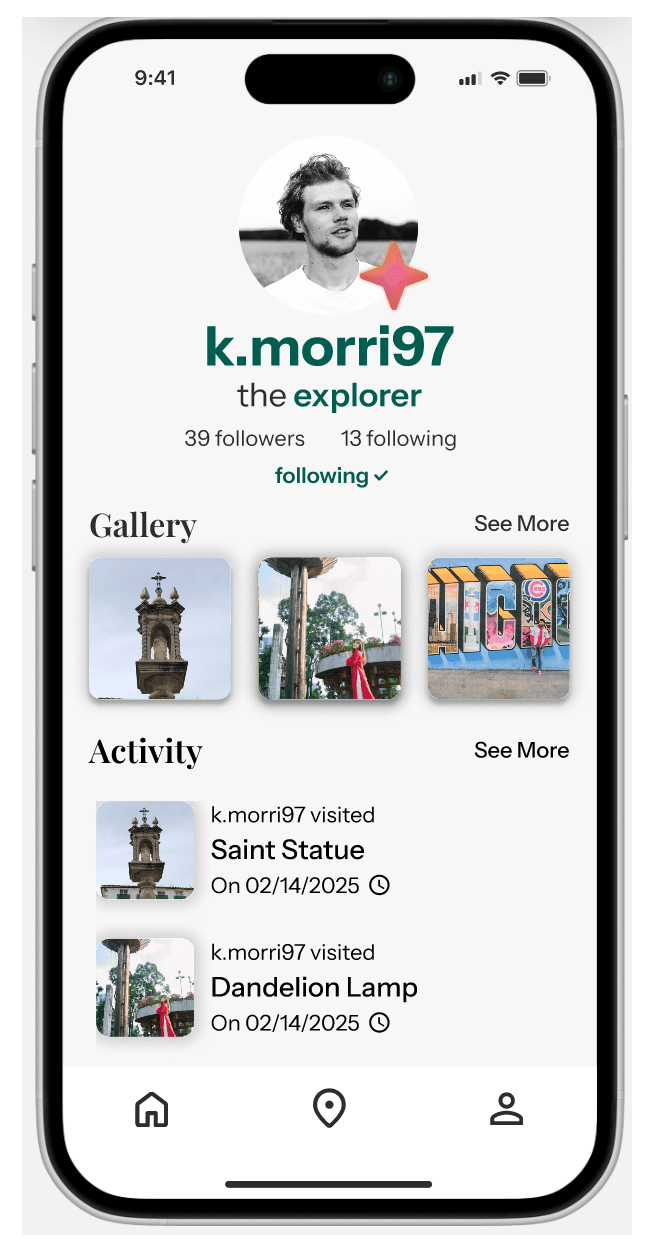 9:41
k.morri97
the explorer
39 followers 13 following
following
Gallery See More
Activity See More
k.morri97 visited
Saint Statue
On 02/14/2025
k.morri97 visited
Dandelion Lamp
On 02/14/2025